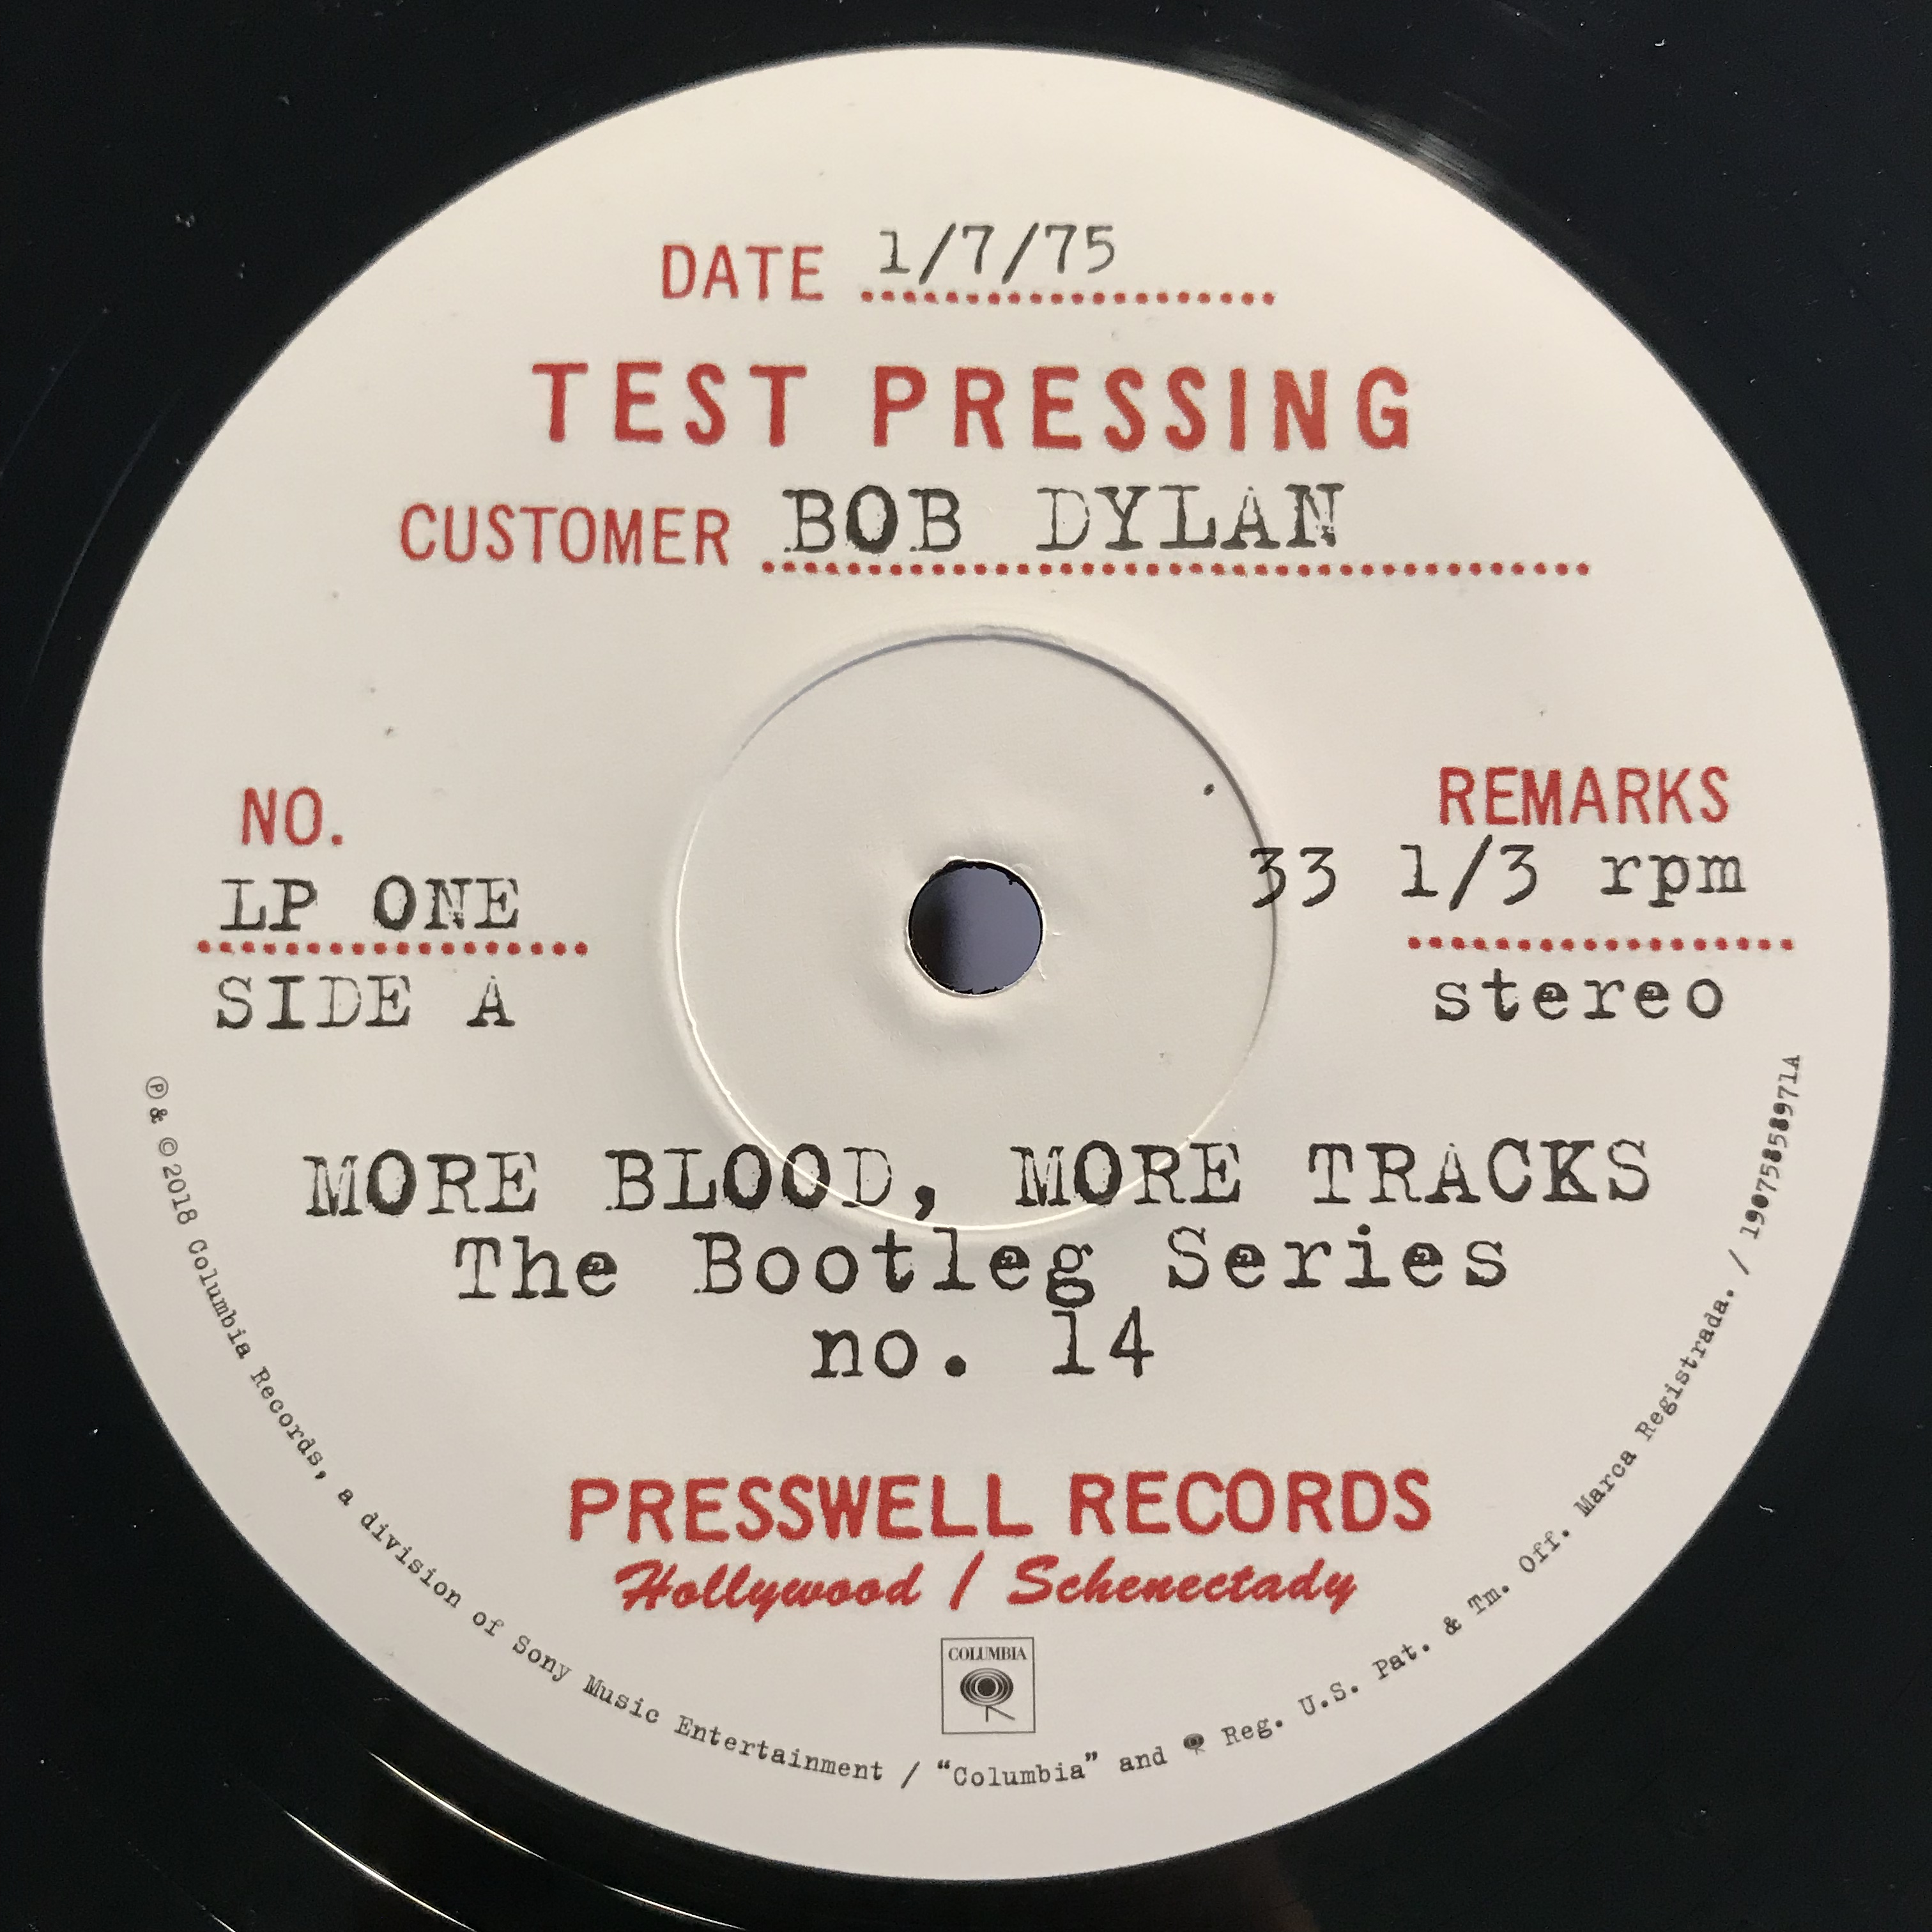 DATE 1/7/75
TEST PRESSING
CUSTOMER BOB DYLAN
NO.
LP ONE
SIDE A
REMARKS
33 1/3 rpm
stereo
MORE BLOOD, MORE TRACKS
The Bootleg Series
no. 14
PRESSWELL RECORDS
Hollywood / Schenectady
COLUMBIA
℗ & ©2018 Columbia Records, a division of Sony Music Entertainment / “Columbia” and Reg. U.S. Pat. & Tm. Off. Marca Registrada. / 19075858971A